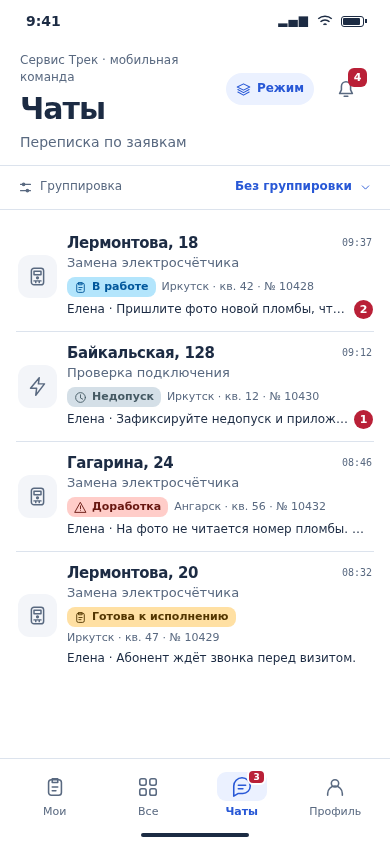 9:41
Сервис Трек · мобильная
команда
4
Режим
Чаты
Переписка по заявкам
Группировка
Без группировки
Лермонтова, 18
09:37
Замена электросчётчика
В работе Иркутск · кв. 42 · № 10428
Елена · Пришлите фото новой пломбы, чт… 2
Байкальская, 128
09:12
Проверка подключения
Недопуск Иркутск · кв. 12 · № 10430
Елена · Зафиксируйте недопуск и прилож… 1
Гагарина, 24
08:46
Замена электросчётчика
Доработка Ангарск · кв. 56 · № 10432
Елена · На фото не читается номер пломбы. …
Лермонтова, 20
08:32
Замена электросчётчика
Готова к исполнению
Иркутск · кв. 47 · № 10429
Елена · Абонент ждёт звонка перед визитом.
3
Мои Все Чаты Профиль